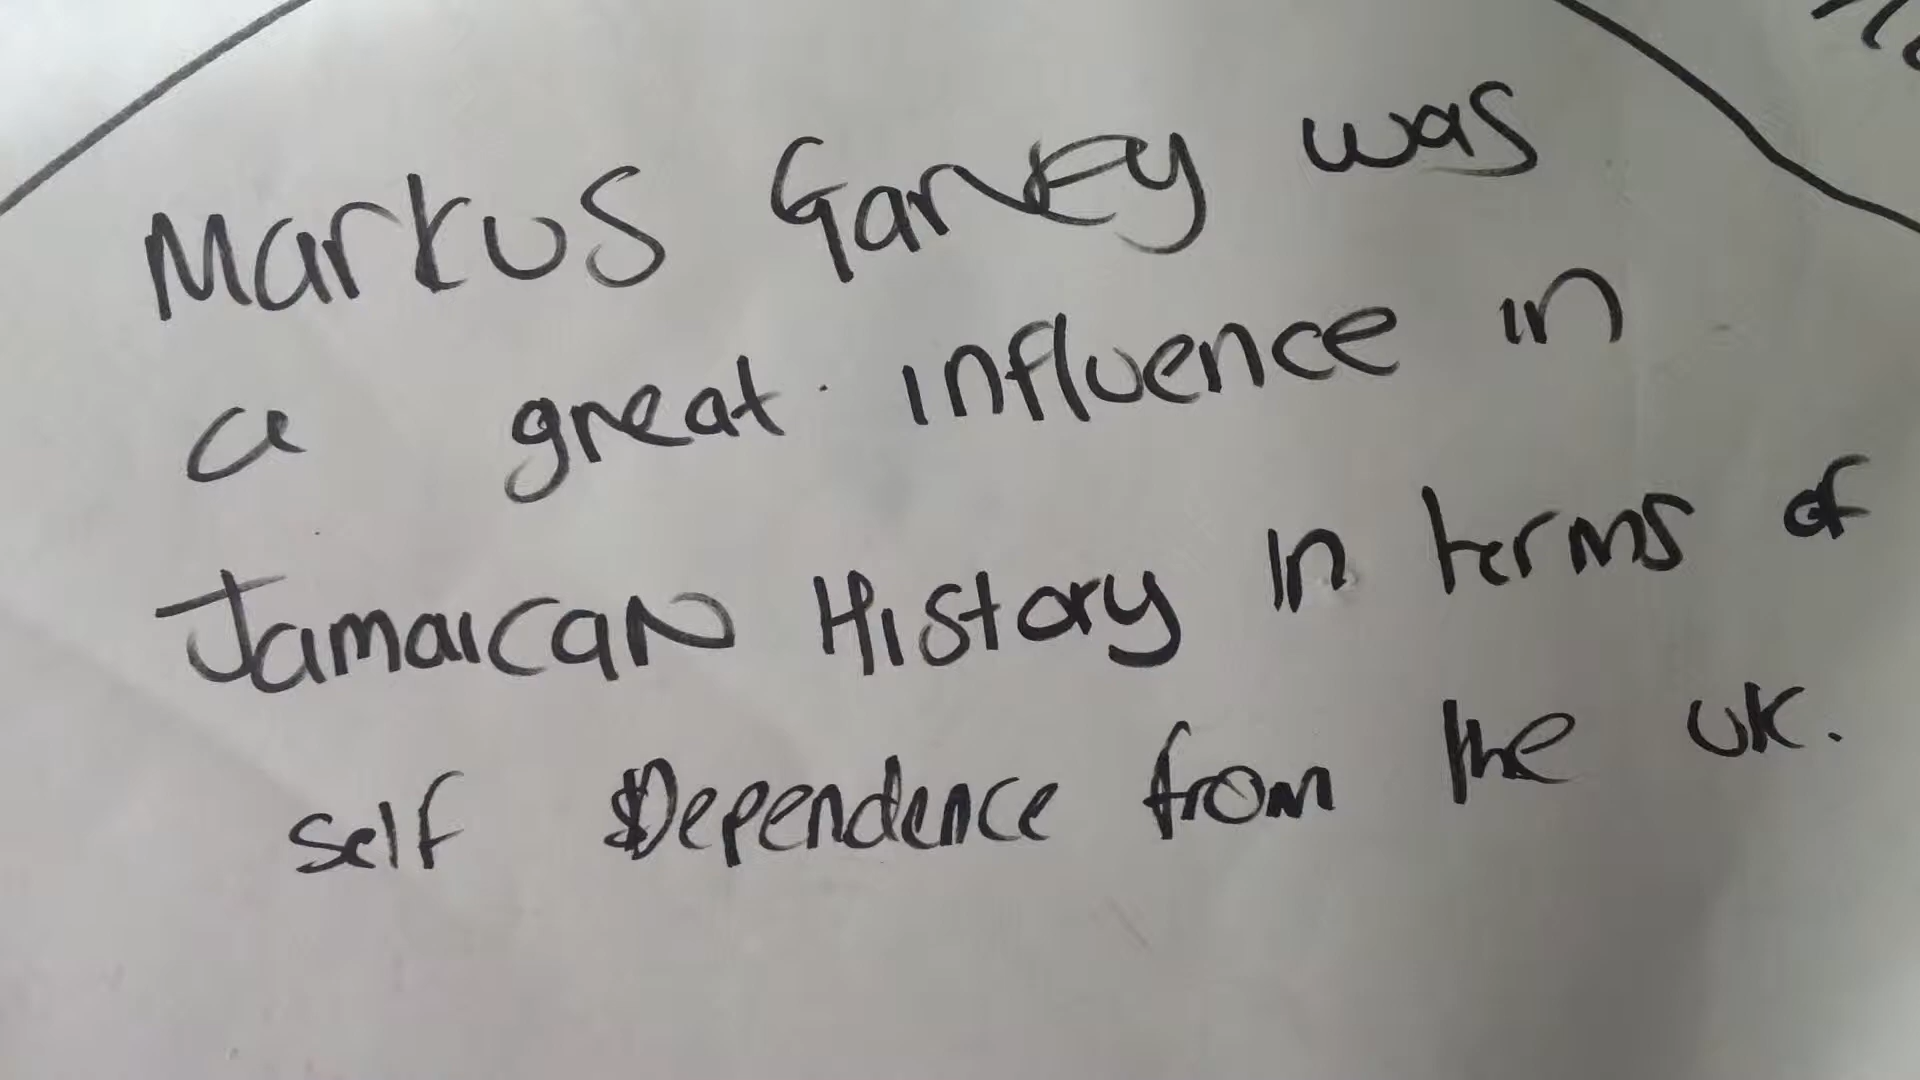 Markus Garvey was
a great influence in
Jamaican History in terms of
self Dependence from the UK.